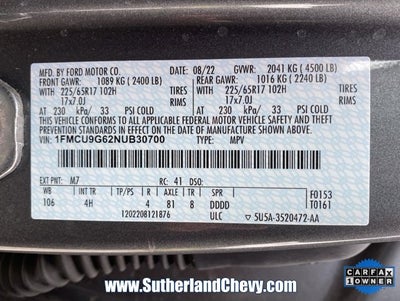 MFD. BY FORD MOTOR CO. 08/22 GVWR: 2041 KG (4500 LB)
FRONT GAWR: 1089 KG (2400 LB) REAR GAWR: 1016 KG (2240 LB)
WITH 225/65R17 102H WITH 225/65R17 102H
17x7.0J 17x7.0J
AT 230 kPa/ 33 PSI COLD AT 230 kPa/ 33 PSI COLD
THIS VEHICLE CONFORMS TO ALL APPLICABLE FEDERAL MOTOR VEHICLE SAFETY, BUMPER, AND THEFT PREVENTION STANDARDS IN EFFECT ON THE DATE OF MANUFACTURE SHOWN ABOVE.
VIN: 1FMCU9G62NUB30700 TYPE: MPV
EXT PNT: M7 RC: 41 DSO: F0153
WB INT TR TP/PS R AXLE TR SPR T0161
106 4H 4 81 8 DDDD
1202208121876 ULC 5U5A-3520472-AA
CARFAX
1 OWNER
www.SutherlandChevy.com